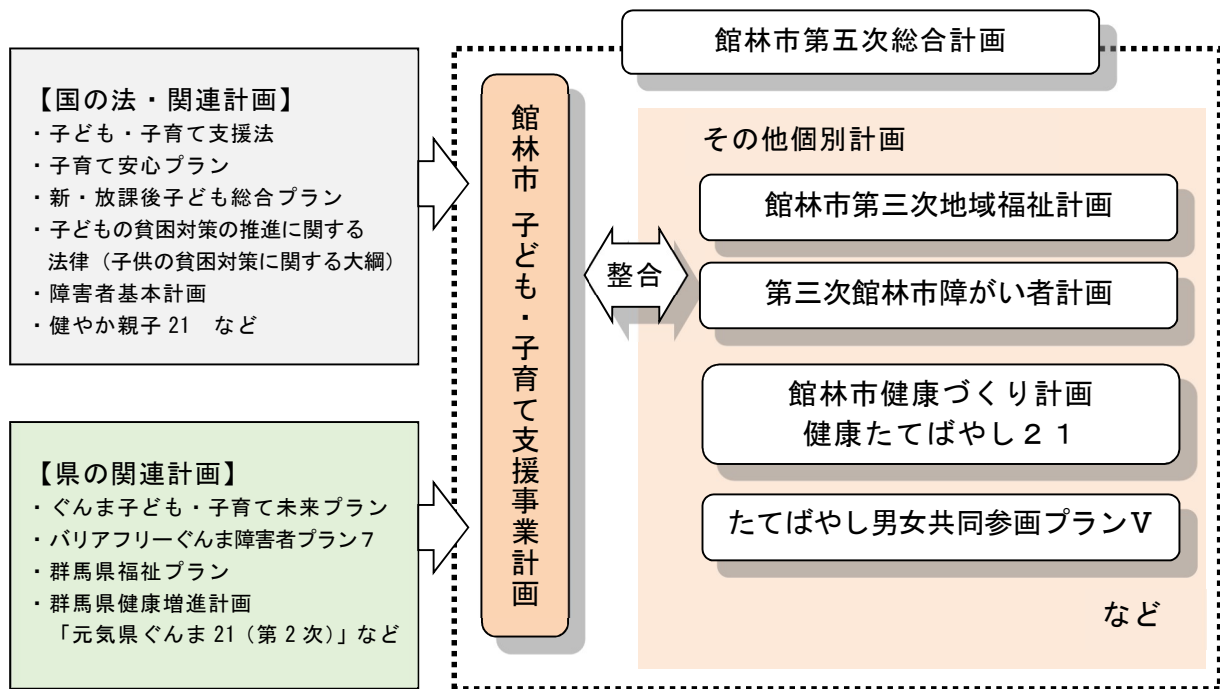 館林市第五次総合計画
【国の法・関連計画】
・子ども・子育て支援法
・子育て安心プラン
・新・放課後子ども総合プラン
・子どもの貧困対策の推進に関する
法律（子供の貧困対策に関する大綱）
・障害者基本計画
・健やか親子21　など
【県の関連計画】
・ぐんま子ども・子育て未来プラン
・バリアフリーぐんま障害者プラン７
・群馬県福祉プラン
・群馬県健康増進計画
「元気県ぐんま21（第2次）」など
館林市 子ども・子育て支援事業計画
整合
その他個別計画
館林市第三次地域福祉計画
第三次館林市障がい者計画
館林市健康づくり計画
健康たてばやし２１
たてばやし男女共同参画プランⅤ
など